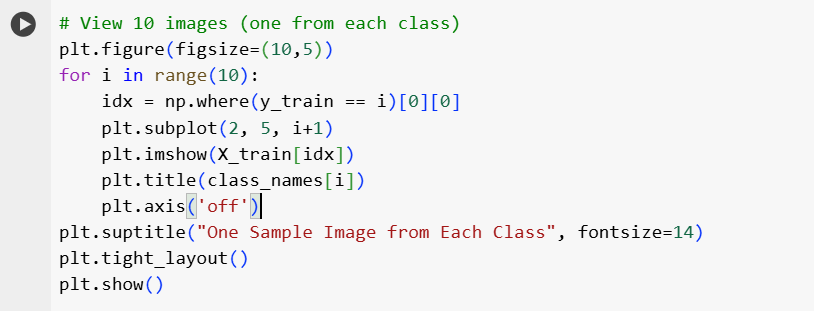 # View 10 images (one from each class)
plt.figure(figsize=(10,5))
for i in range(10):
    idx = np.where(y_train == i)[0][0]
    plt.subplot(2, 5, i+1)
    plt.imshow(X_train[idx])
    plt.title(class_names[i])
    plt.axis('off')
plt.suptitle("One Sample Image from Each Class", fontsize=14)
plt.tight_layout()
plt.show()